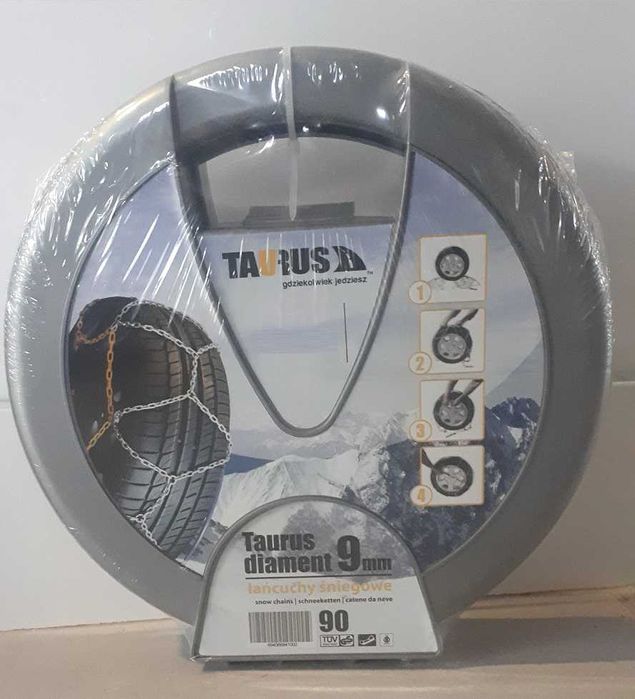 TAURUS
gdziekolwiek jedziesz
1
2
3
4
Taurus
diament 9mm
łańcuchy śniegowe
snow chains | schneeketten | catene da neve
90
TÜV